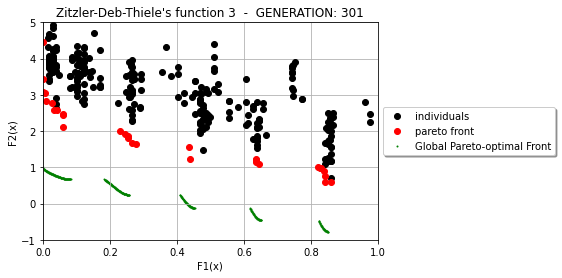 Zitzler-Deb-Thiele's function 3  -  GENERATION: 301
5
4
3
2
1
0
−1
F2(x)
0.0 0.2 0.4 0.6 0.8 1.0
F1(x)
individuals
pareto front
Global Pareto-optimal Front